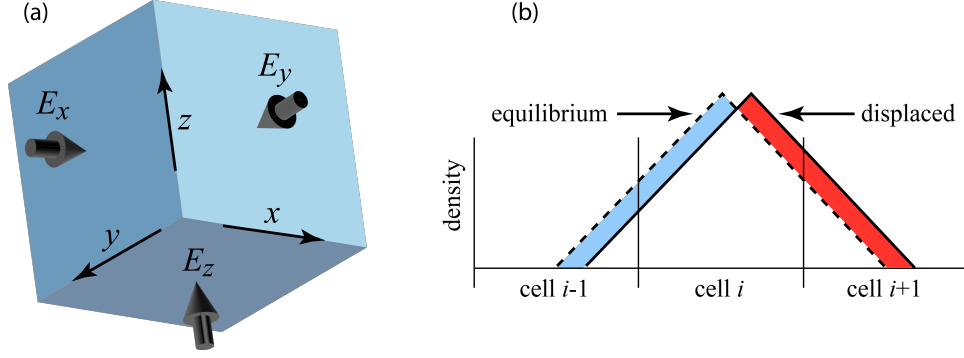 (a)
E_x
E_y
z
y
x
E_z
(b)
equilibrium
displaced
density
cell i-1
cell i
cell i+1